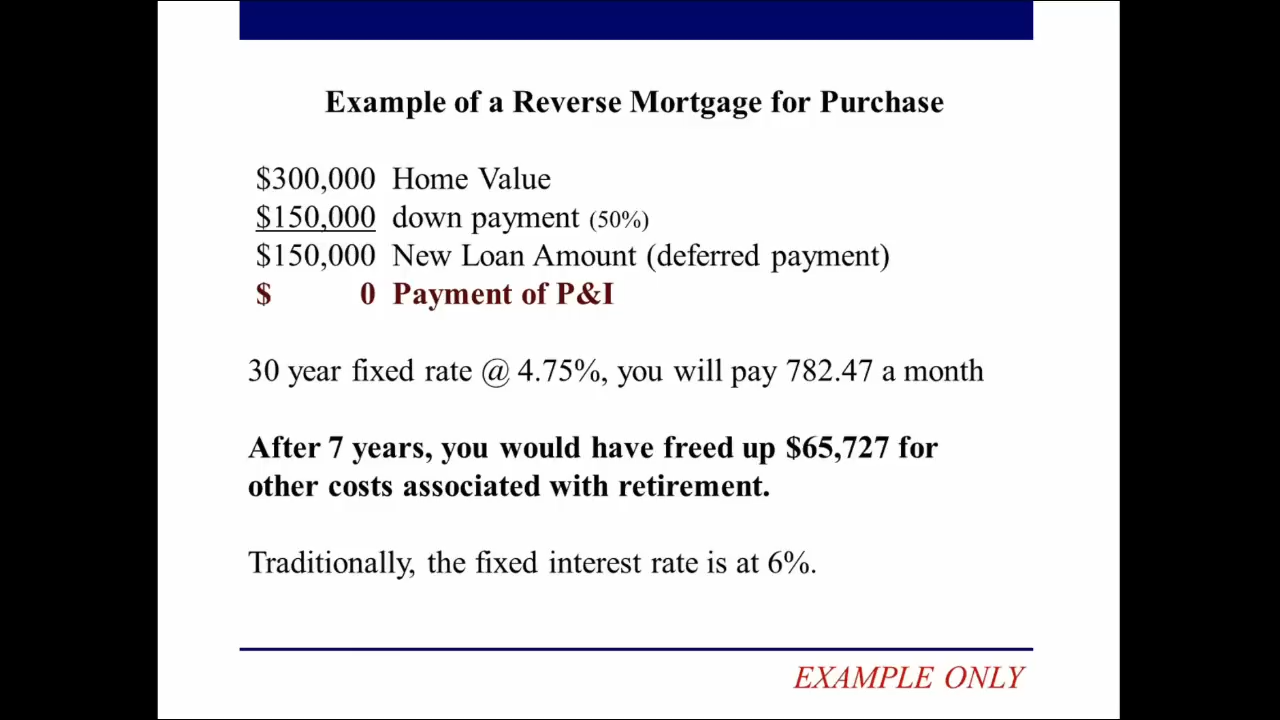 Example of a Reverse Mortgage for Purchase
$300,000 Home Value
$150,000 down payment (50%)
$150,000 New Loan Amount (deferred payment)
$ 0 Payment of P&I
30 year fixed rate @ 4.75%, you will pay 782.47 a month
After 7 years, you would have freed up $65,727 for
other costs associated with retirement.
Traditionally, the fixed interest rate is at 6%.
EXAMPLE ONLY